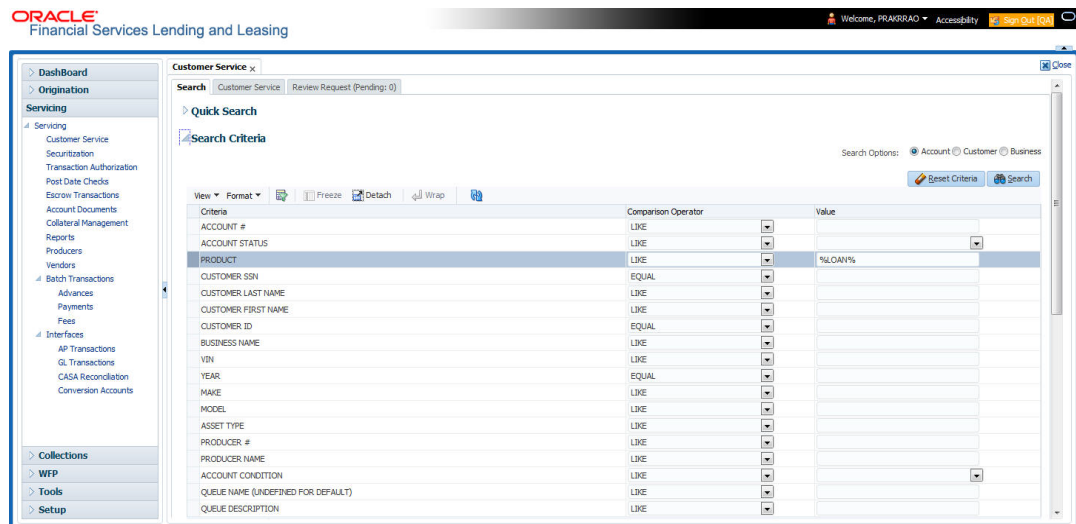 ORACLE
Financial Services Lending and Leasing
Welcome, PRAKRRAO Accessibility Sign Out [QA]
Close
DashBoard
Origination
Servicing
Servicing
Customer Service
Securitization
Transaction Authorization
Post Date Checks
Escrow Transactions
Account Documents
Collateral Management
Reports
Producers
Vendors
Batch Transactions
Advances
Payments
Fees
Interfaces
AP Transactions
GL Transactions
CASA Reconciliation
Conversion Accounts
Collections
WFP
Tools
Setup
Customer Service x
Search Customer Service Review Request (Pending: 0)
Quick Search
Search Criteria
Search Options: Account Customer Business
Reset Criteria Search
View Format Freeze Detach Wrap
Criteria Comparison Operator Value
ACCOUNT # LIKE
ACCOUNT STATUS LIKE
PRODUCT LIKE %LOAN%
CUSTOMER SSN EQUAL
CUSTOMER LAST NAME LIKE
CUSTOMER FIRST NAME LIKE
CUSTOMER ID EQUAL
BUSINESS NAME LIKE
VIN LIKE
YEAR EQUAL
MAKE LIKE
MODEL LIKE
ASSET TYPE LIKE
PRODUCER # LIKE
PRODUCER NAME LIKE
ACCOUNT CONDITION LIKE
QUEUE NAME (UNDEFINED FOR DEFAULT) LIKE
QUEUE DESCRIPTION LIKE